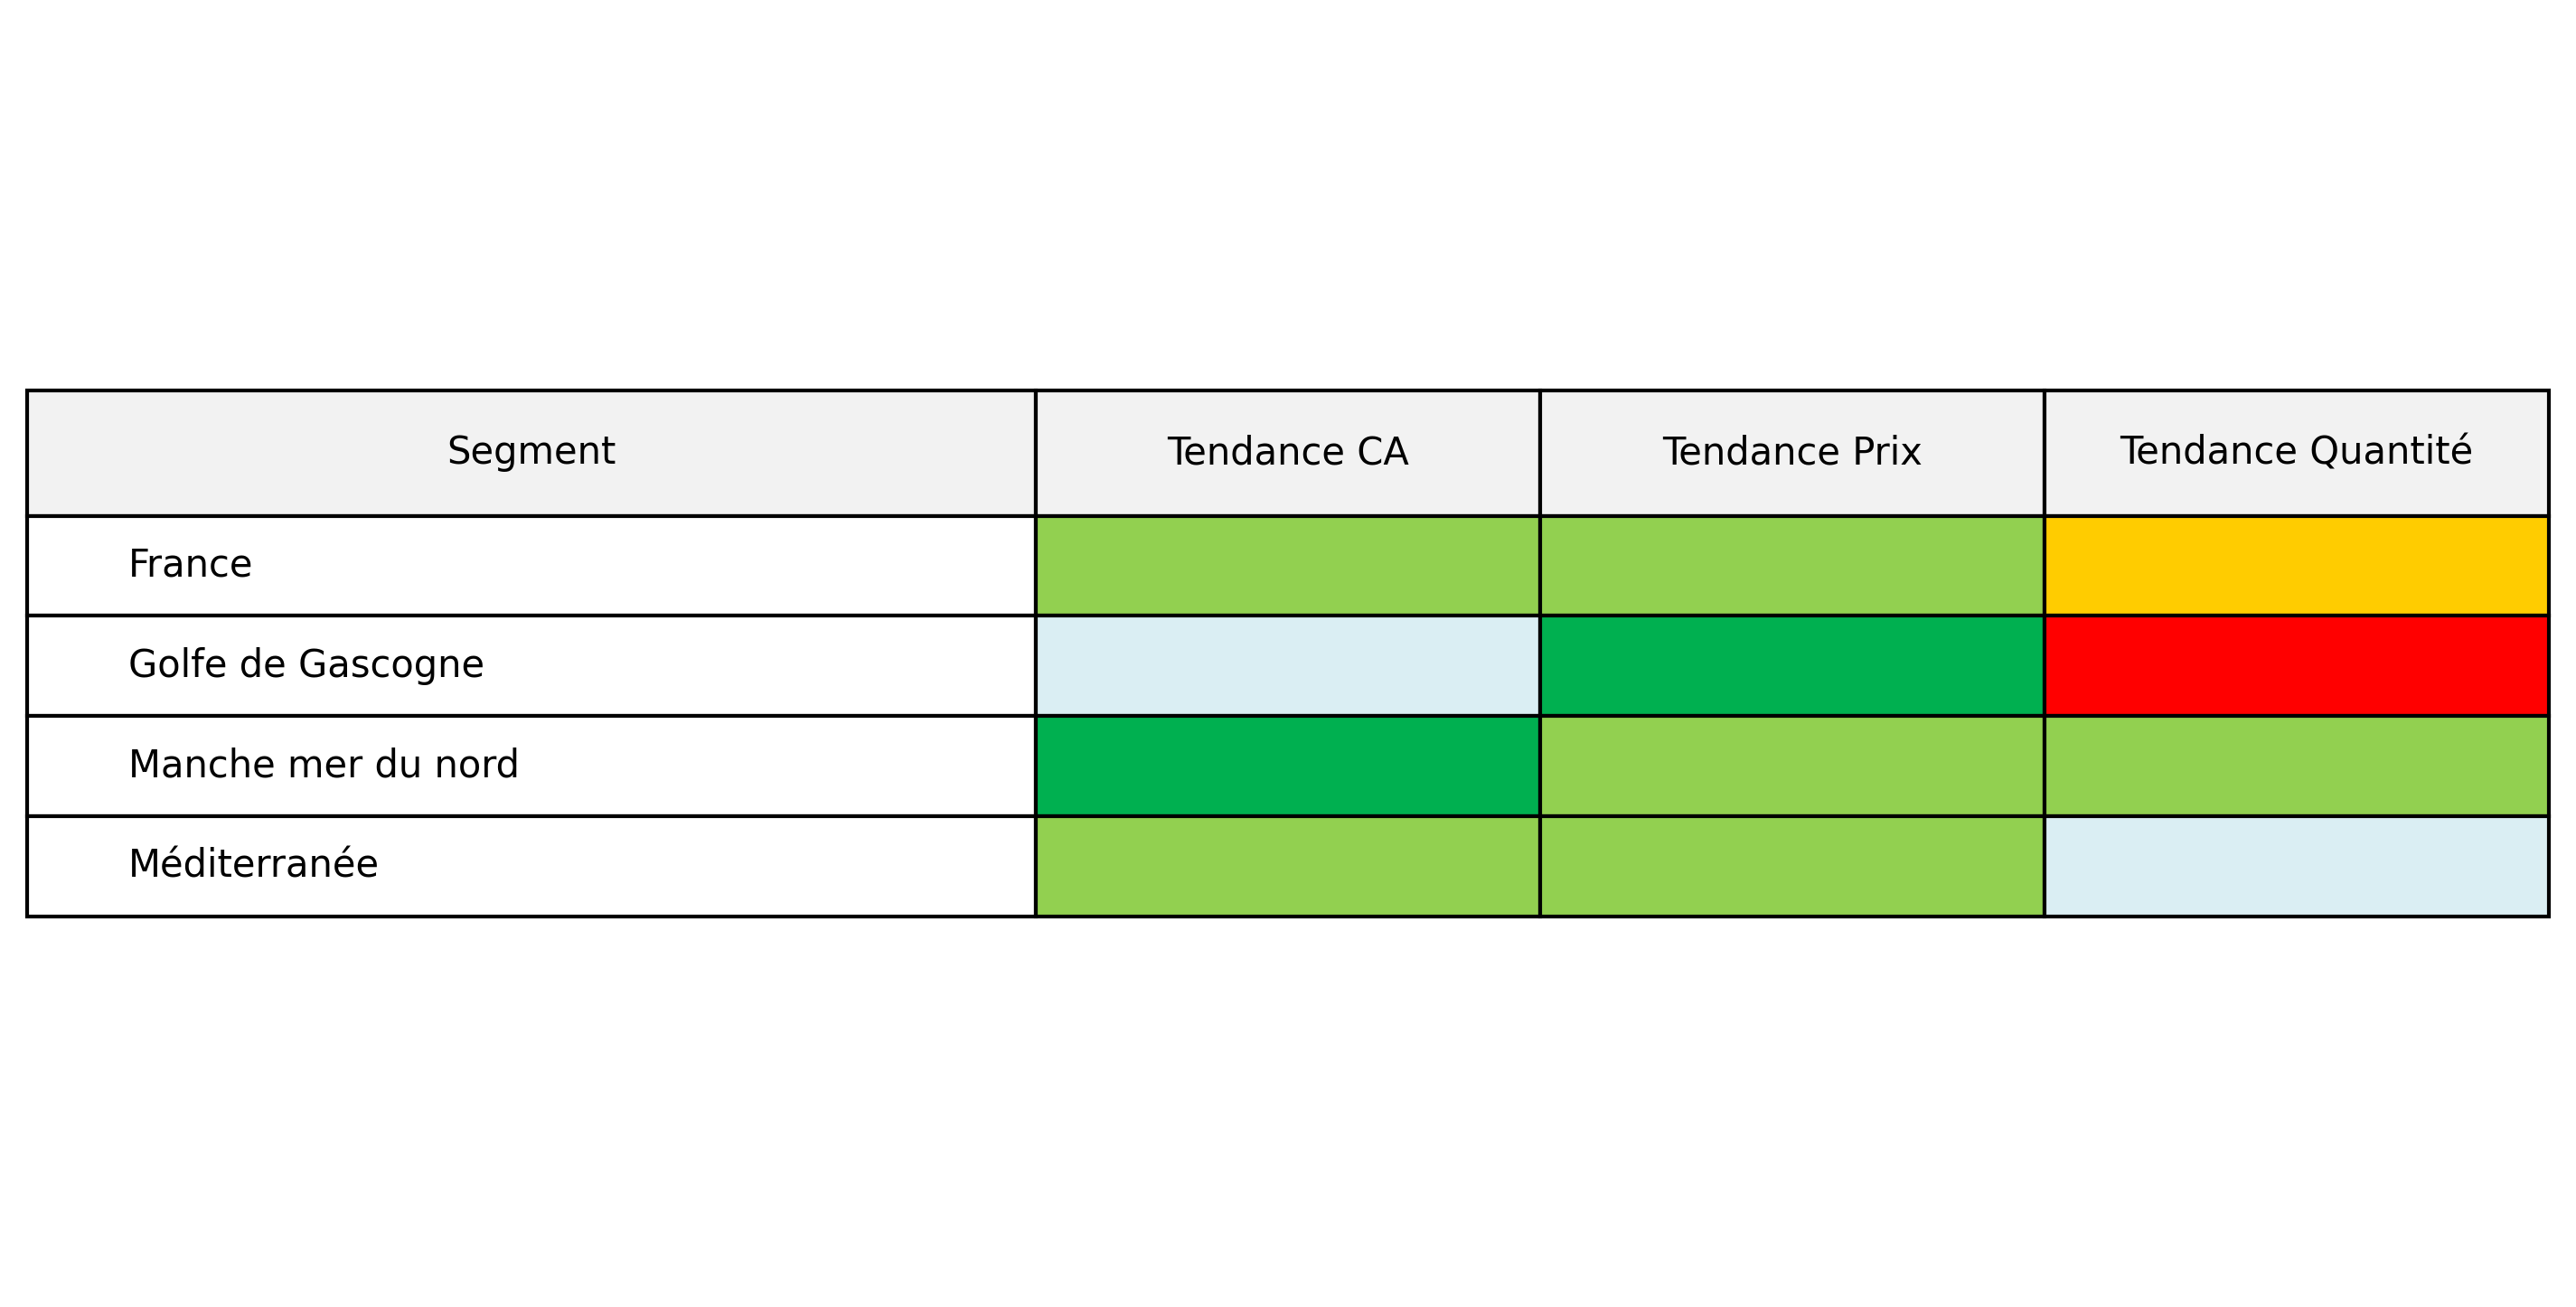 Segment
Tendance CA
Tendance Prix
Tendance Quantité
France
Golfe de Gascogne
Manche mer du nord
Méditerranée